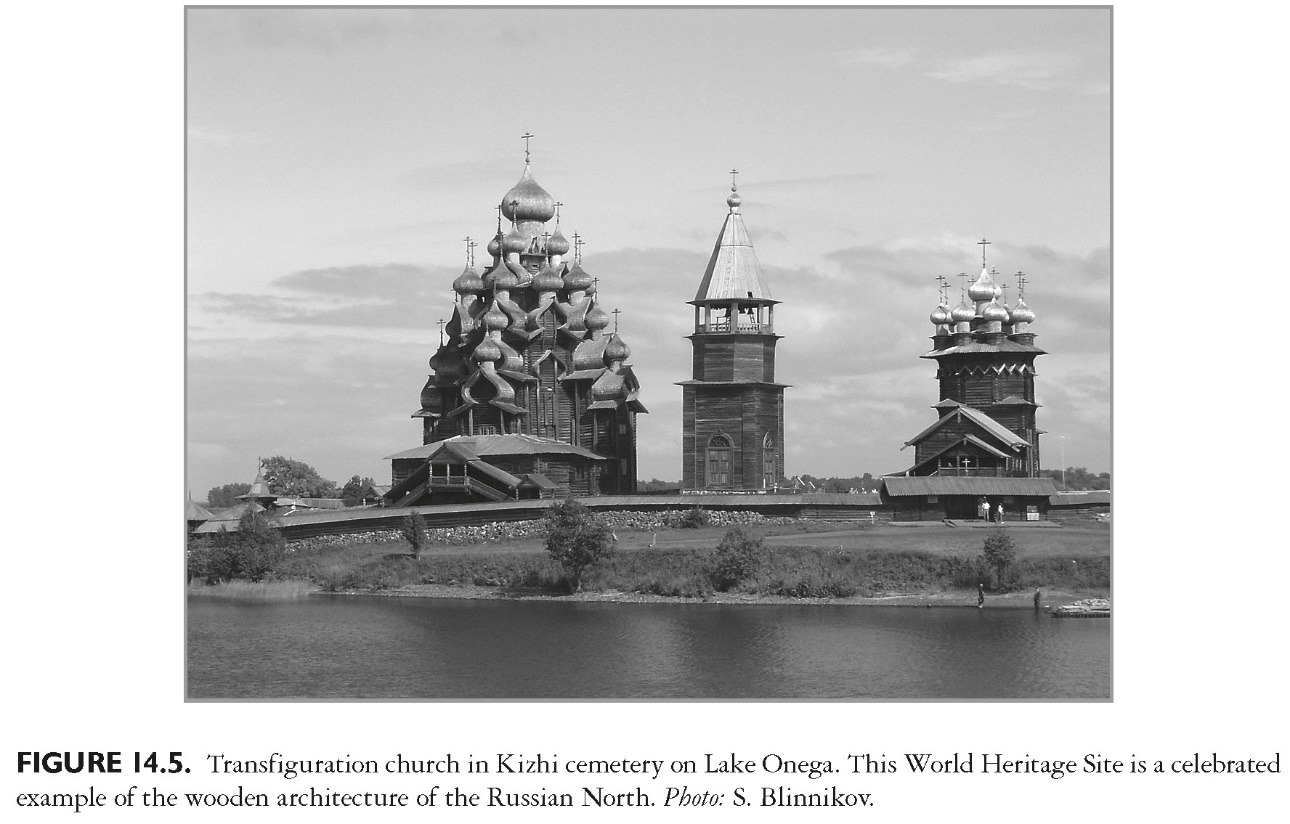 FIGURE 14.5. Transfiguration church in Kizhi cemetery on Lake Onega. This World Heritage Site is a celebrated
example of the wooden architecture of the Russian North. Photo: S. Blinnikov.